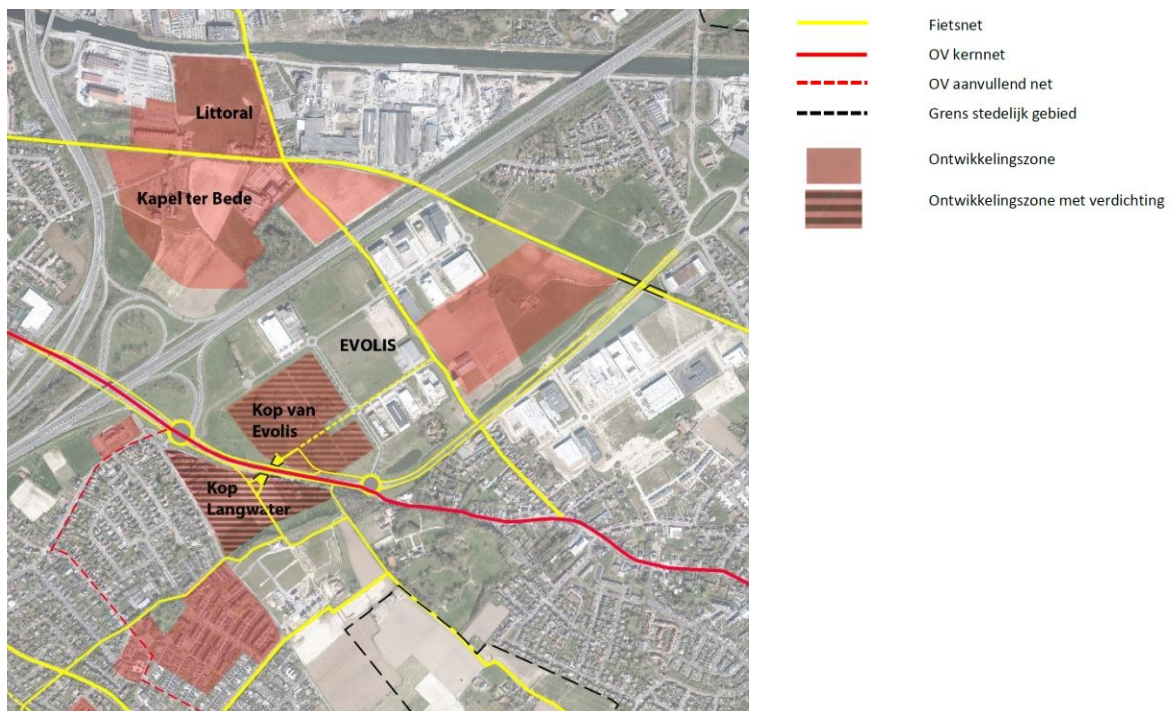 Littoral
Kapel ter Bede
EVOLIS
Kop van
Evolis
Kop
Langwater
Fietsnet
OV kernnet
OV aanvullend net
Grens stedelijk gebied
Ontwikkelingszone
Ontwikkelingszone met verdichting